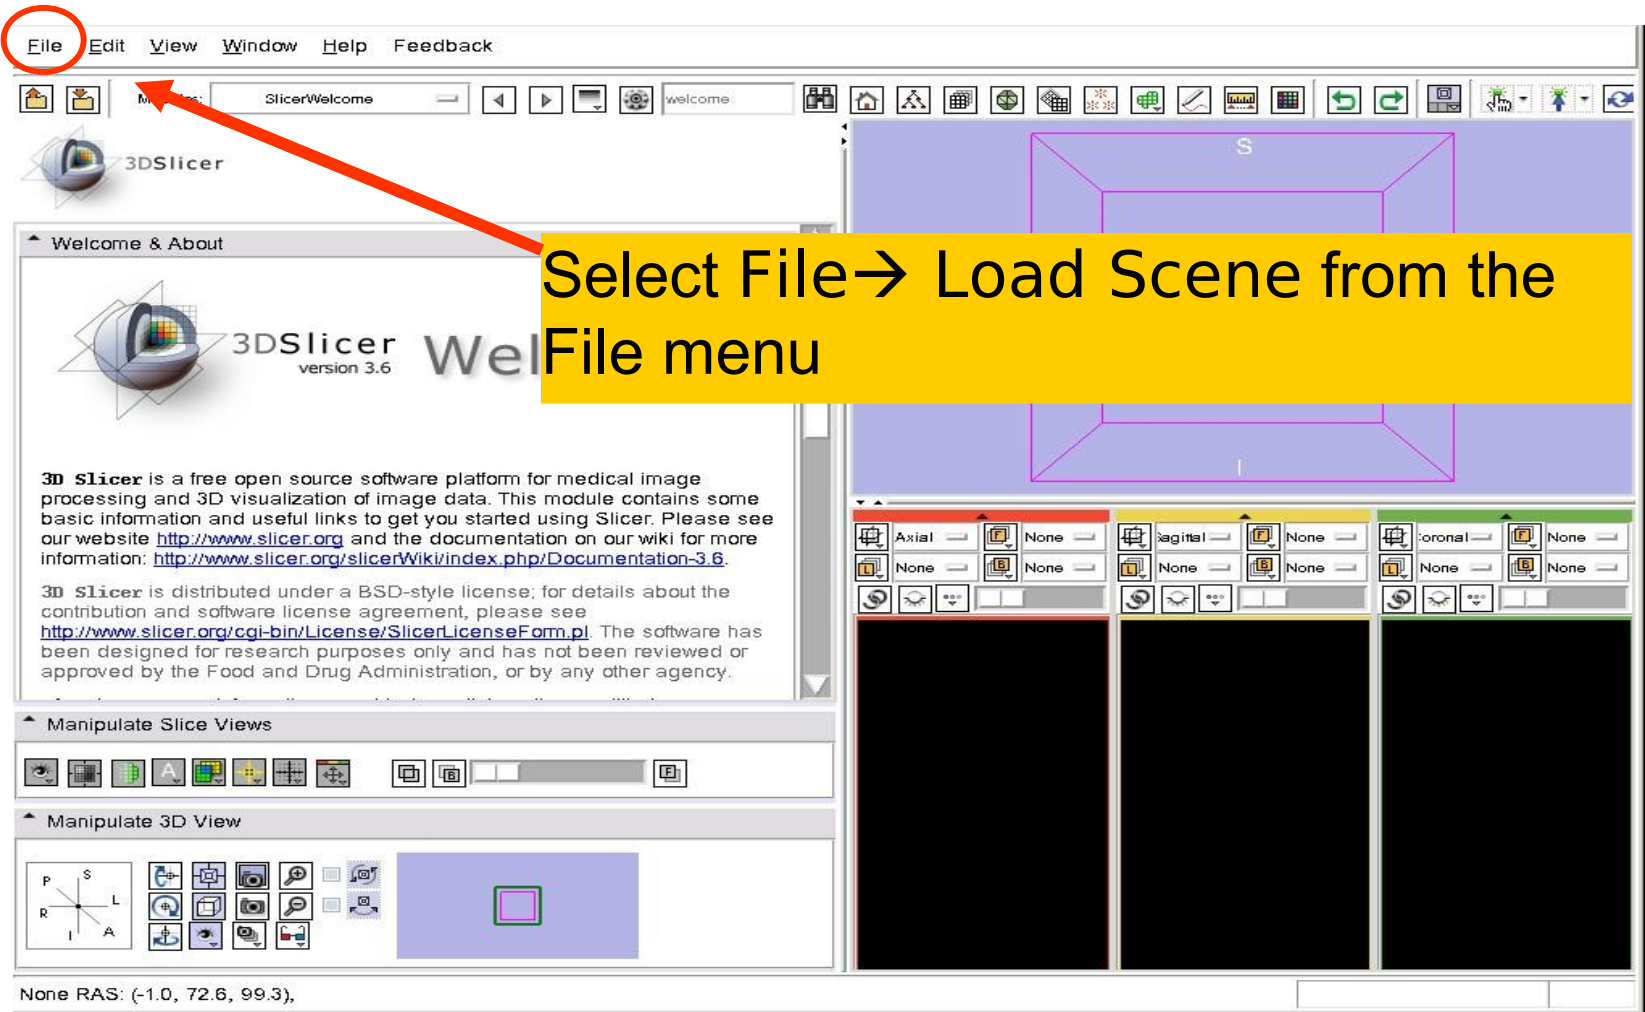 File Edit View Window Help Feedback
SlicerWelcome welcome
3DSlicer
S
Welcome & About
Select File→ Load Scene from the
File menu
3DSlicer
version 3.6
Wel
I
3D Slicer is a free open source software platform for medical image
processing and 3D visualization of image data. This module contains some
basic information and useful links to get you started using Slicer. Please see
our website http://www.slicer.org and the documentation on our wiki for more
information: http://www.slicer.org/slicerWiki/index.php/Documentation-3.6.
3D Slicer is distributed under a BSD-style license; for details about the
contribution and software license agreement, please see
http://www.slicer.org/cgi-bin/License/SlicerLicenseForm.pl. The software has
been designed for research purposes only and has not been reviewed or
approved by the Food and Drug Administration, or by any other agency.
Axial F None
L None B None
agittal F None
L None B None
oronal F None
L None B None
Manipulate Slice Views
A B F
Manipulate 3D View
P S
R L
I A
None RAS: (-1.0, 72.6, 99.3),